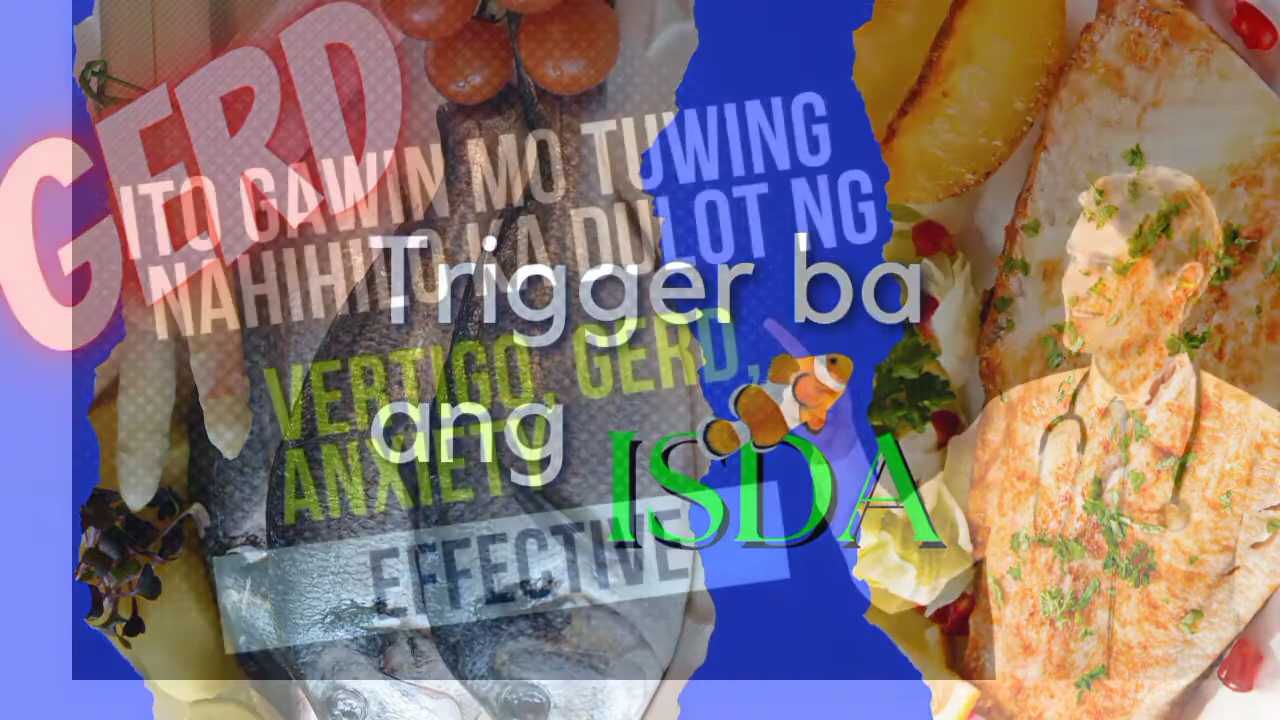 GERD
ITO GAWIN MO TUWING
NAHIHILO KA DULOT NG
VERTIGO, GERD,
ANXIETY
EFFECTIVE
Trigger ba
ang
ISDA